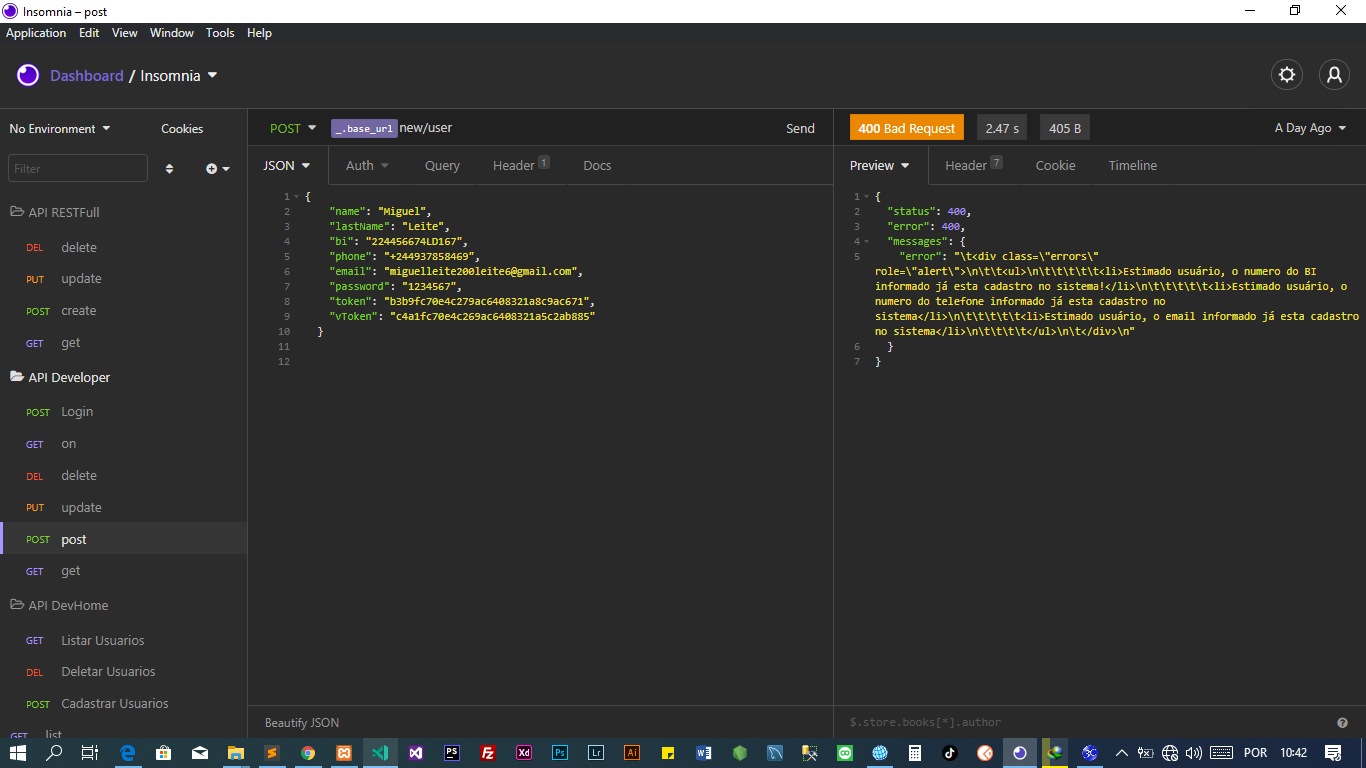 Insomnia – post
Application Edit View Window Tools Help
Dashboard / Insomnia
No Environment Cookies
POST _.base_url new/user Send
400 Bad Request 2.47 s 405 B A Day Ago
Filter
JSON Auth Query Header 1 Docs
Preview Header 7 Cookie Timeline
API RESTFull
DEL delete
PUT update
POST create
GET get
API Developer
POST Login
GET on
DEL delete
PUT update
POST post
GET get
API DevHome
GET Listar Usuarios
DEL Deletar Usuarios
POST Cadastrar Usuarios
GET list
1 {
2 "name": "Miguel",
3 "lastName": "Leite",
4 "bi": "224456674LD167",
5 "phone": "+244937858469",
6 "email": "miguelleite200leite6@gmail.com",
7 "password": "1234567",
8 "token": "b3b9fc70e4c279ac6408321a8c9ac671",
9 "vToken": "c4a1fc70e4c269ac6408321a5c2ab885"
10 }
11
12
1 {
2 "status": 400,
3 "error": 400,
4 "messages": {
5 "error": "\t<div class=\"errors\"
role=\"alert\">\n\t\t<ul>\n\t\t\t\t\t<li>Estimado usuário, o numero do BI
informado já esta cadastro no sistema!</li>\n\t\t\t\t\t<li>Estimado usuário, o
numero do telefone informado já esta cadastro no
sistema</li>\n\t\t\t\t\t<li>Estimado usuário, o email informado já esta cadastro
no sistema</li>\n\t\t\t\t</ul>\n\t</div>\n"
6 }
7 }
Beautify JSON
$.store.books[*].author
PS Fz Xd Ps Lr Ai W POR 10:42